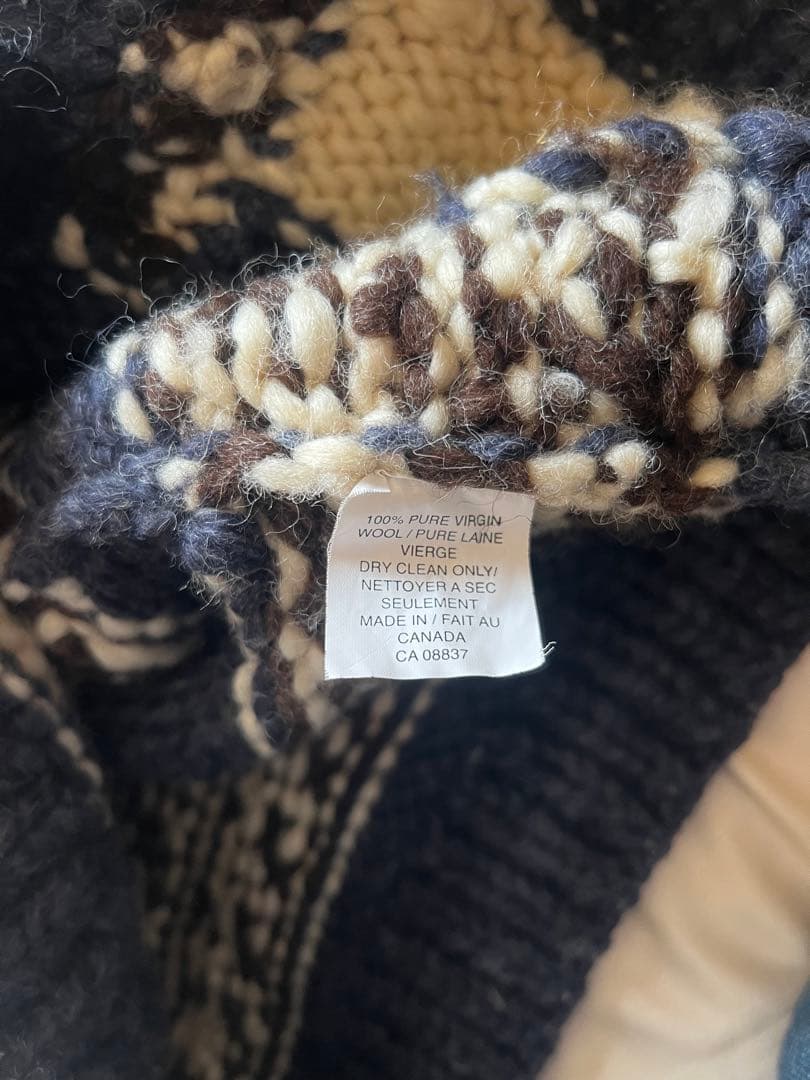 100% PURE VIRGIN
WOOL / PURE LAINE
VIERGE
DRY CLEAN ONLY/
NETTOYER A SEC
SEULEMENT
MADE IN / FAIT AU
CANADA
CA 08837